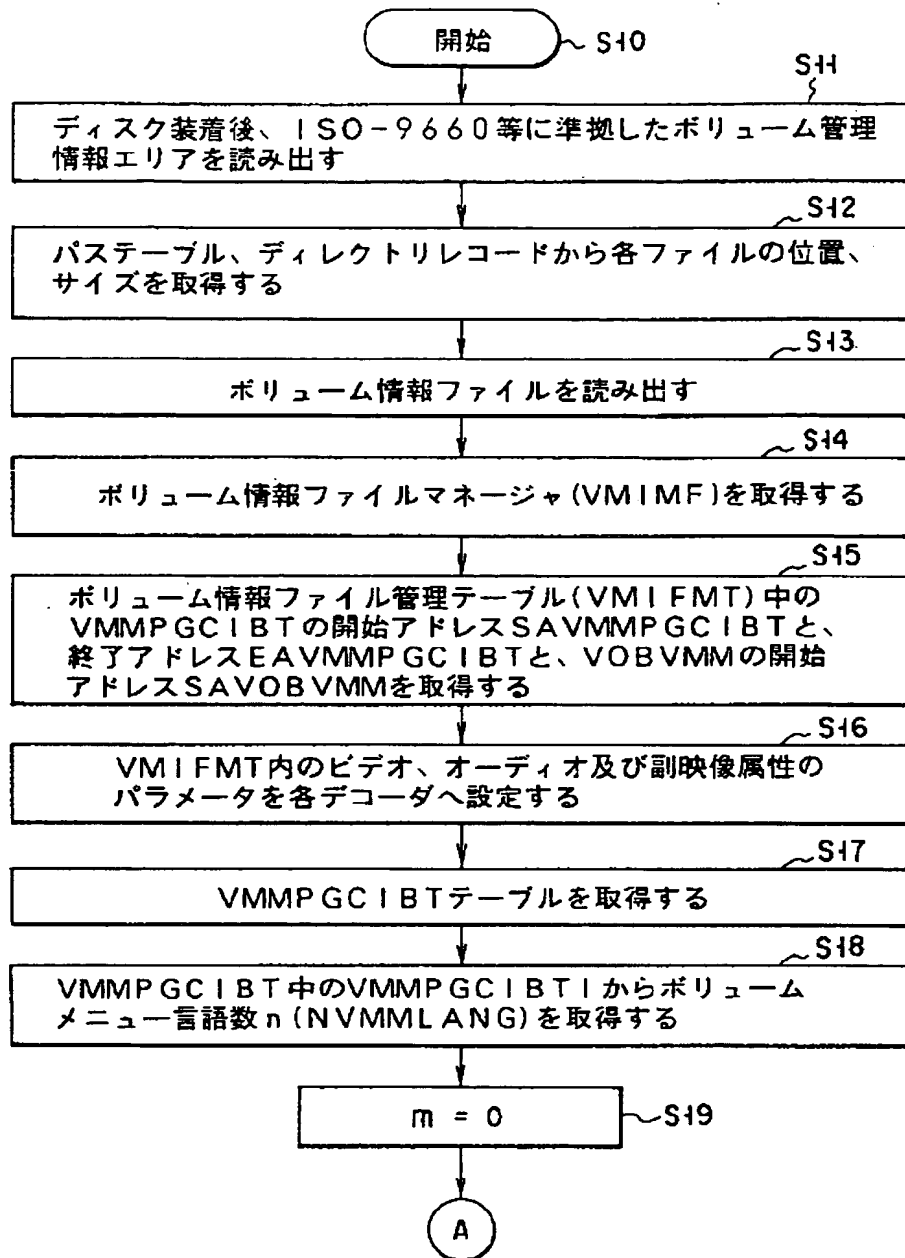 開始
S10
S11
ディスク装着後、ISO-9660等に準拠したボリューム管理
情報エリアを読み出す
S12
パステーブル、ディレクトリレコードから各ファイルの位置、
サイズを取得する
S13
ボリューム情報ファイルを読み出す
S14
ボリューム情報ファイルマネージャ(VMIMF)を取得する
S15
ボリューム情報ファイル管理テーブル(VMIFMT)中の
VMMPGCIBTの開始アドレスSAVMMPGCIBTと、
終了アドレスEAVMMPGCIBTと、VOBVMMの開始
アドレスSAVOBVMMを取得する
S16
VMIFMT内のビデオ、オーディオ及び副映像属性の
パラメータを各デコーダへ設定する
S17
VMMPGCIBTテーブルを取得する
S18
VMMPGCIBT中のVMMPGCIBTIからボリューム
メニュー言語数n(NVMMLANG)を取得する
m = 0
S19
A